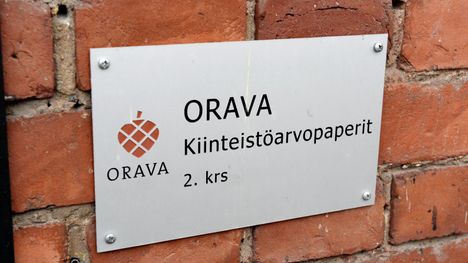 ORAVA
ORAVA
Kiinteistöarvopaperit
2. krs